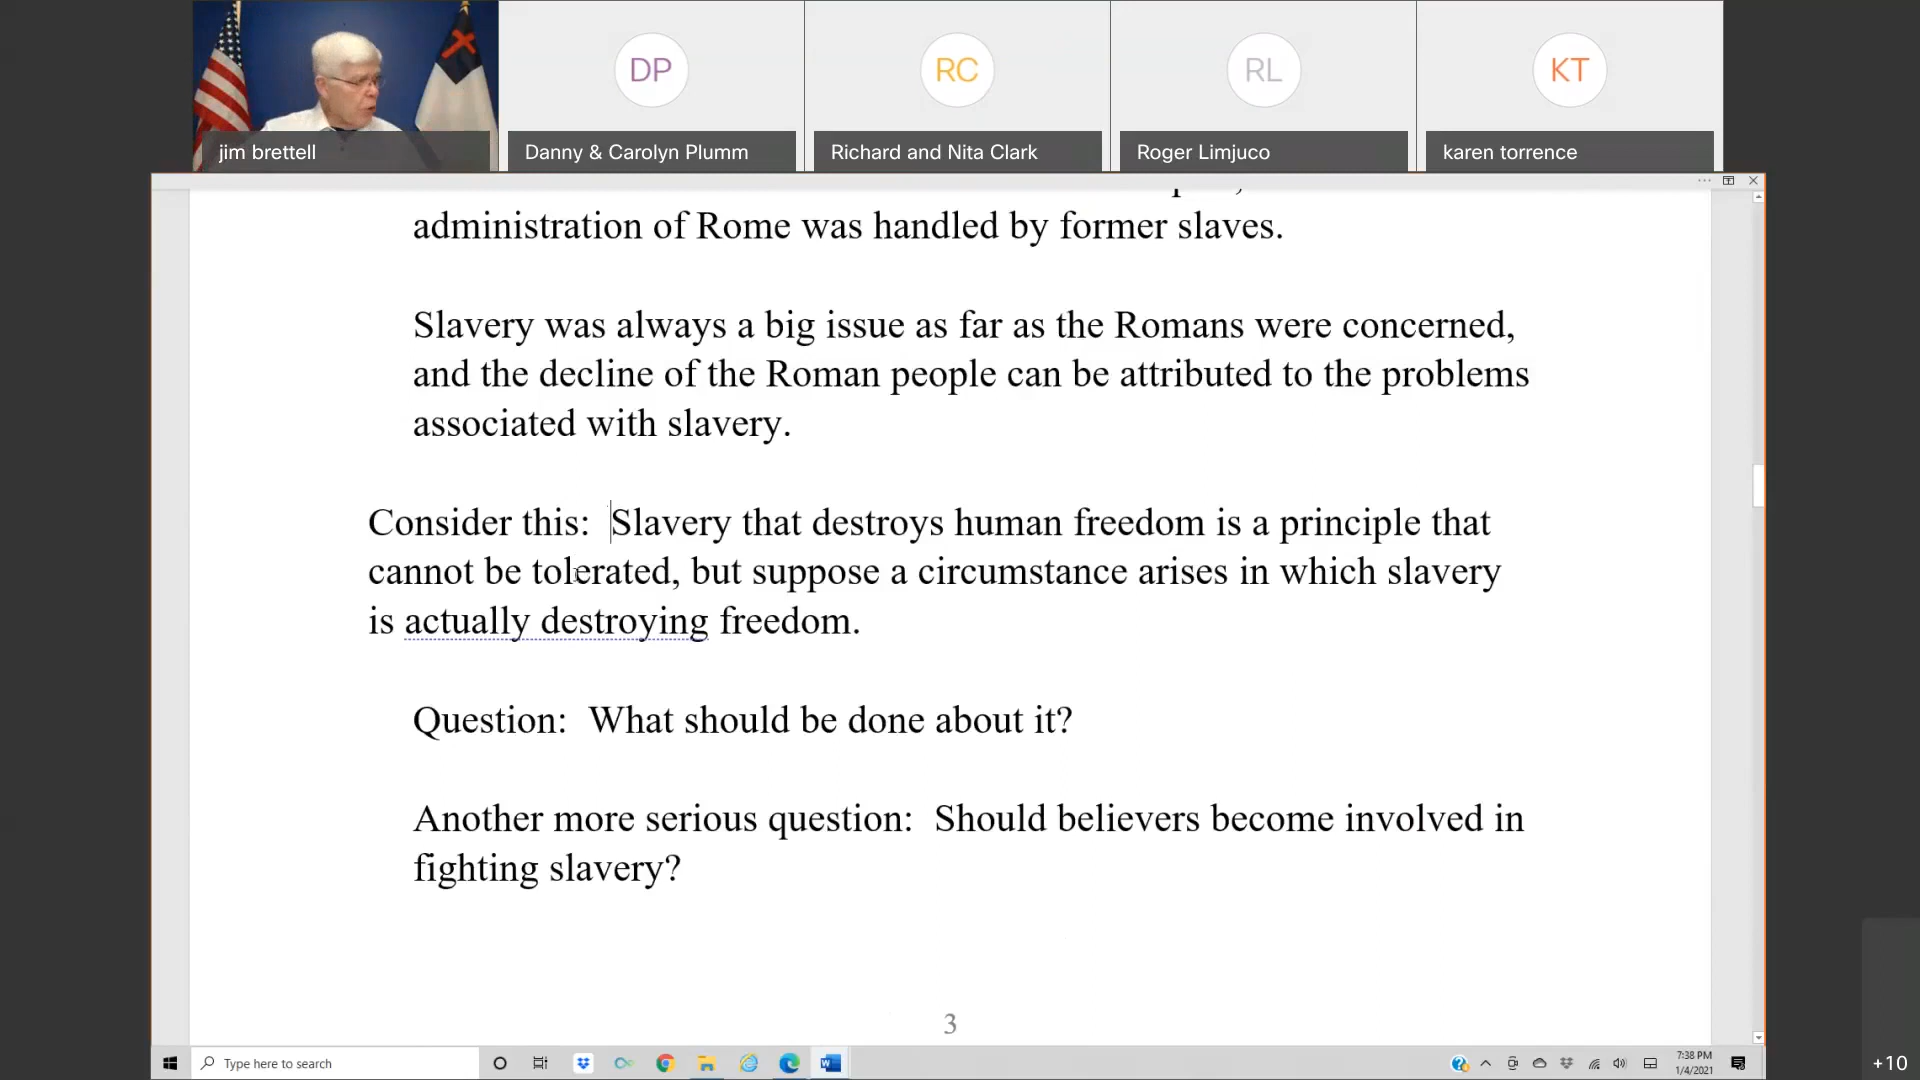 DP
RC
RL
KT
jim brettell
Danny & Carolyn Plumm
Richard and Nita Clark
Roger Limjuco
karen torrence
administration of Rome was handled by former slaves.
Slavery was always a big issue as far as the Romans were concerned,
and the decline of the Roman people can be attributed to the problems
associated with slavery.
Consider this: Slavery that destroys human freedom is a principle that
cannot be tolerated, but suppose a circumstance arises in which slavery
is actually destroying freedom.
Question: What should be done about it?
Another more serious question: Should believers become involved in
fighting slavery?
3
Type here to search
7:38 PM
1/4/2021
+10